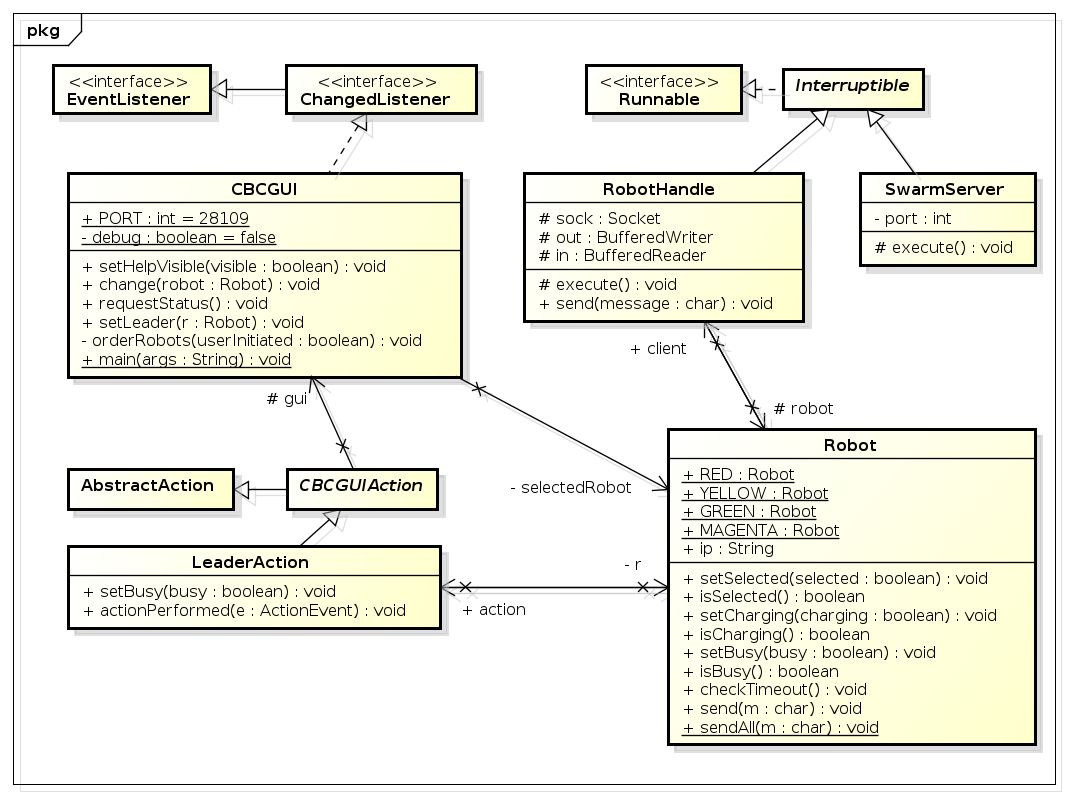 pkg
<<interface>>
EventListener
<<interface>>
ChangedListener
<<interface>>
Runnable
Interruptible
CBCGUI
+ PORT : int = 28109
- debug : boolean = false
+ setHelpVisible(visible : boolean) : void
+ change(robot : Robot) : void
+ requestStatus() : void
+ setLeader(r : Robot) : void
- orderRobots(userInitiated : boolean) : void
+ main(args : String) : void
RobotHandle
# sock : Socket
# out : BufferedWriter
# in : BufferedReader
# execute() : void
+ send(message : char) : void
SwarmServer
- port : int
# execute() : void
+ client
# robot
# gui
- selectedRobot
AbstractAction
CBCGUIAction
LeaderAction
+ setBusy(busy : boolean) : void
+ actionPerformed(e : ActionEvent) : void
- r
+ action
Robot
+ RED : Robot
+ YELLOW : Robot
+ GREEN : Robot
+ MAGENTA : Robot
+ ip : String
+ setSelected(selected : boolean) : void
+ isSelected() : boolean
+ setCharging(charging : boolean) : void
+ isCharging() : boolean
+ setBusy(busy : boolean) : void
+ isBusy() : boolean
+ checkTimeout() : void
+ send(m : char) : void
+ sendAll(m : char) : void